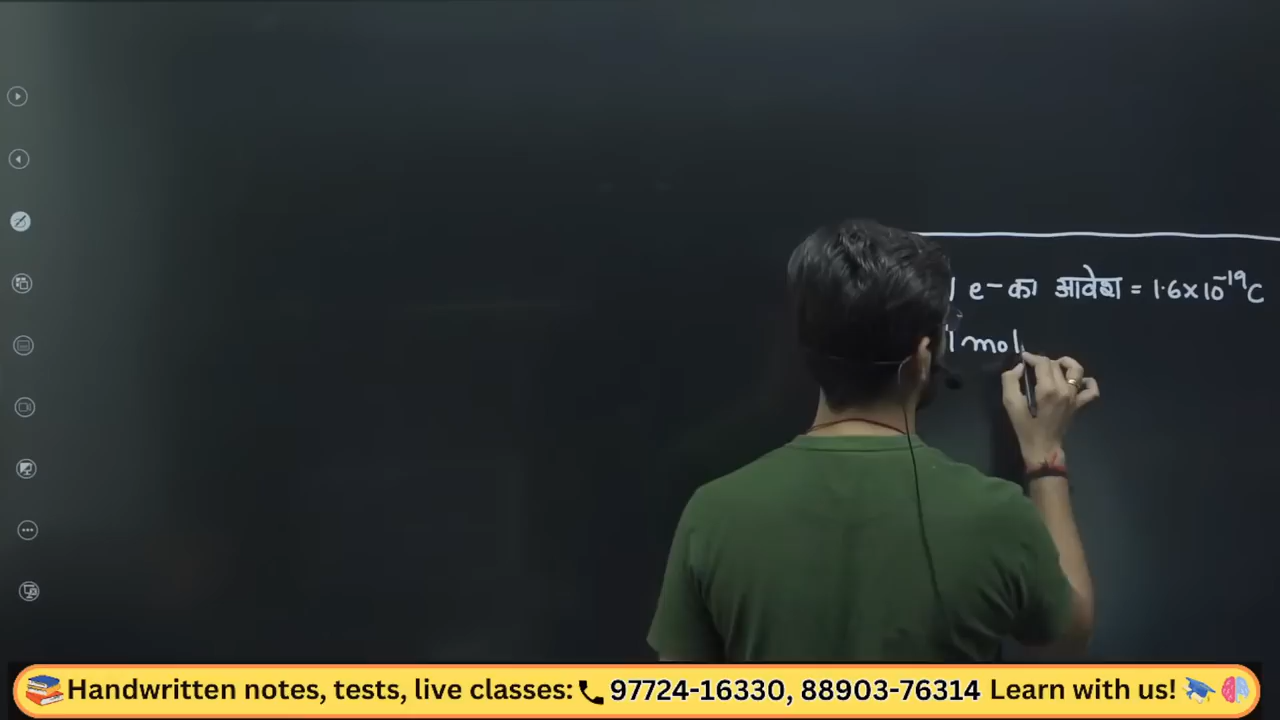 1 e- का आवेश = 1.6×10⁻¹⁹C
1 mol
Handwritten notes, tests, live classes: 97724-16330, 88903-76314 Learn with us!